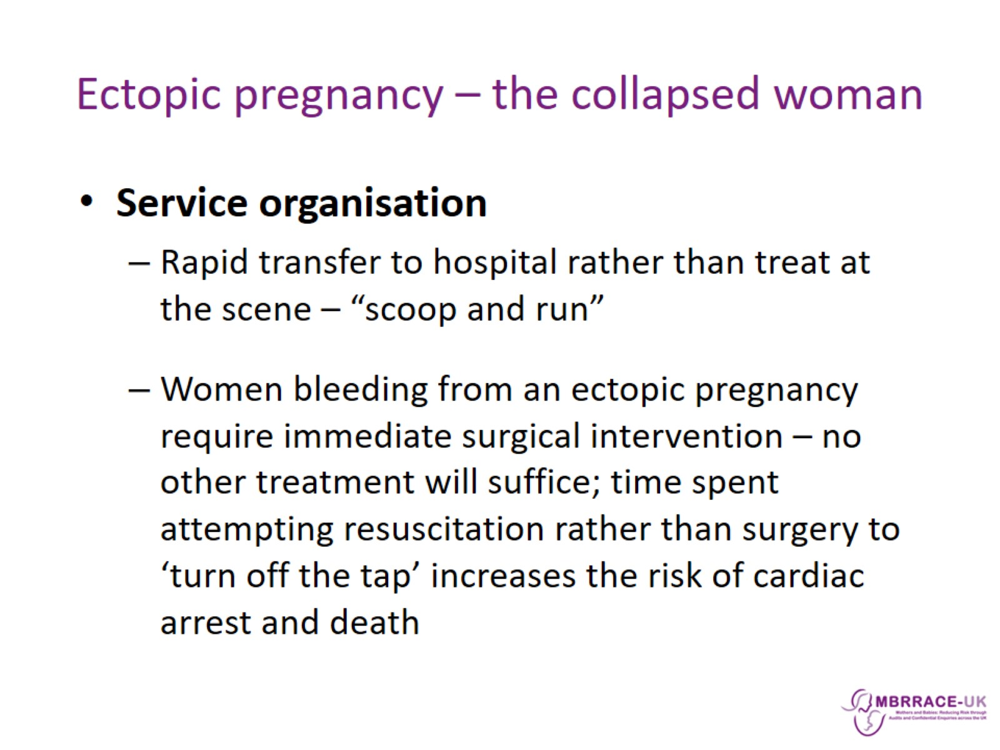 Ectopic pregnancy – the collapsed woman
• Service organisation
– Rapid transfer to hospital rather than treat at
the scene – “scoop and run”
– Women bleeding from an ectopic pregnancy
require immediate surgical intervention – no
other treatment will suffice; time spent
attempting resuscitation rather than surgery to
‘turn off the tap’ increases the risk of cardiac
arrest and death
MBRRACE-UK
Mothers and Babies: Reducing Risk through
Audits and Confidential Enquiries across the UK